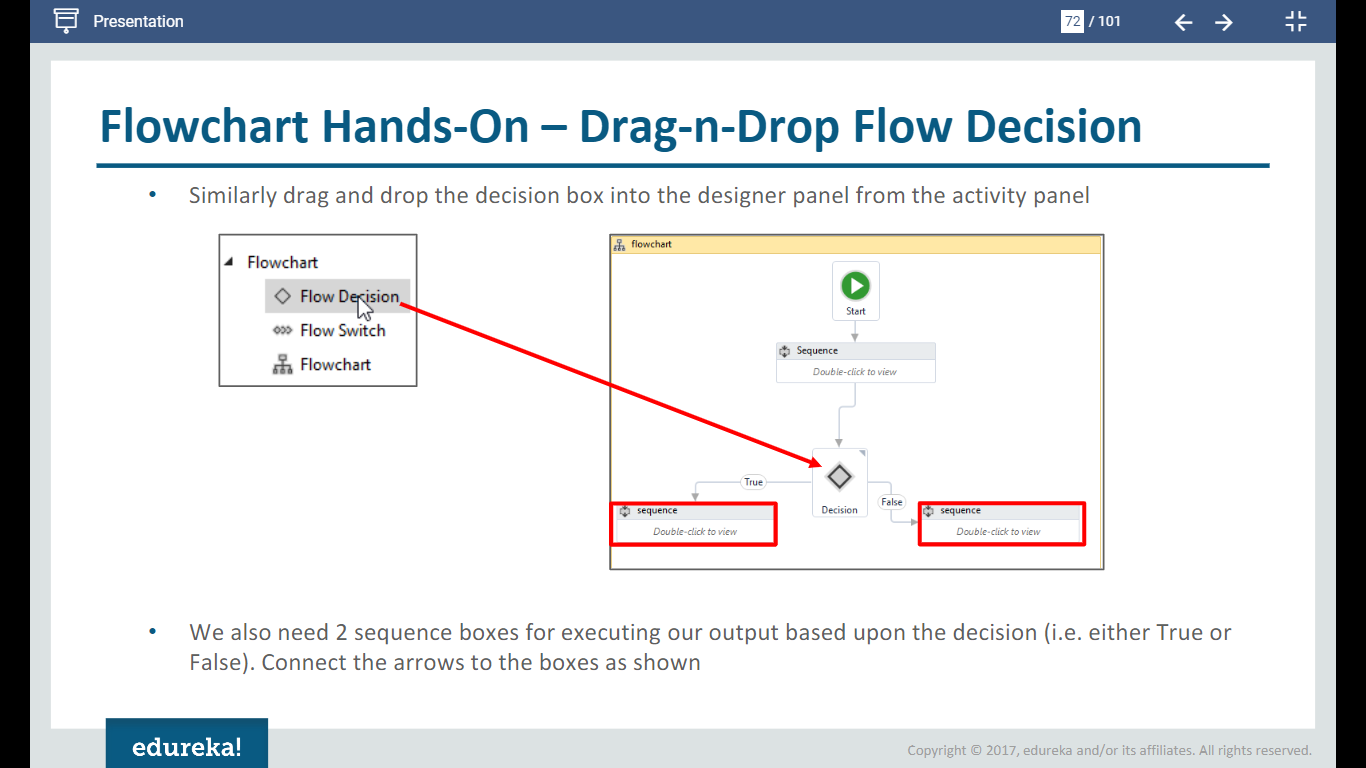 Presentation
72 / 101
Flowchart Hands-On – Drag-n-Drop Flow Decision
• Similarly drag and drop the decision box into the designer panel from the activity panel
Flowchart
Flow Decision
Flow Switch
Flowchart
flowchart
Start
Sequence
Double-click to view
True
Decision
False
sequence
Double-click to view
sequence
Double-click to view
• We also need 2 sequence boxes for executing our output based upon the decision (i.e. either True or
False). Connect the arrows to the boxes as shown
edureka!
Copyright © 2017, edureka and/or its affiliates. All rights reserved.